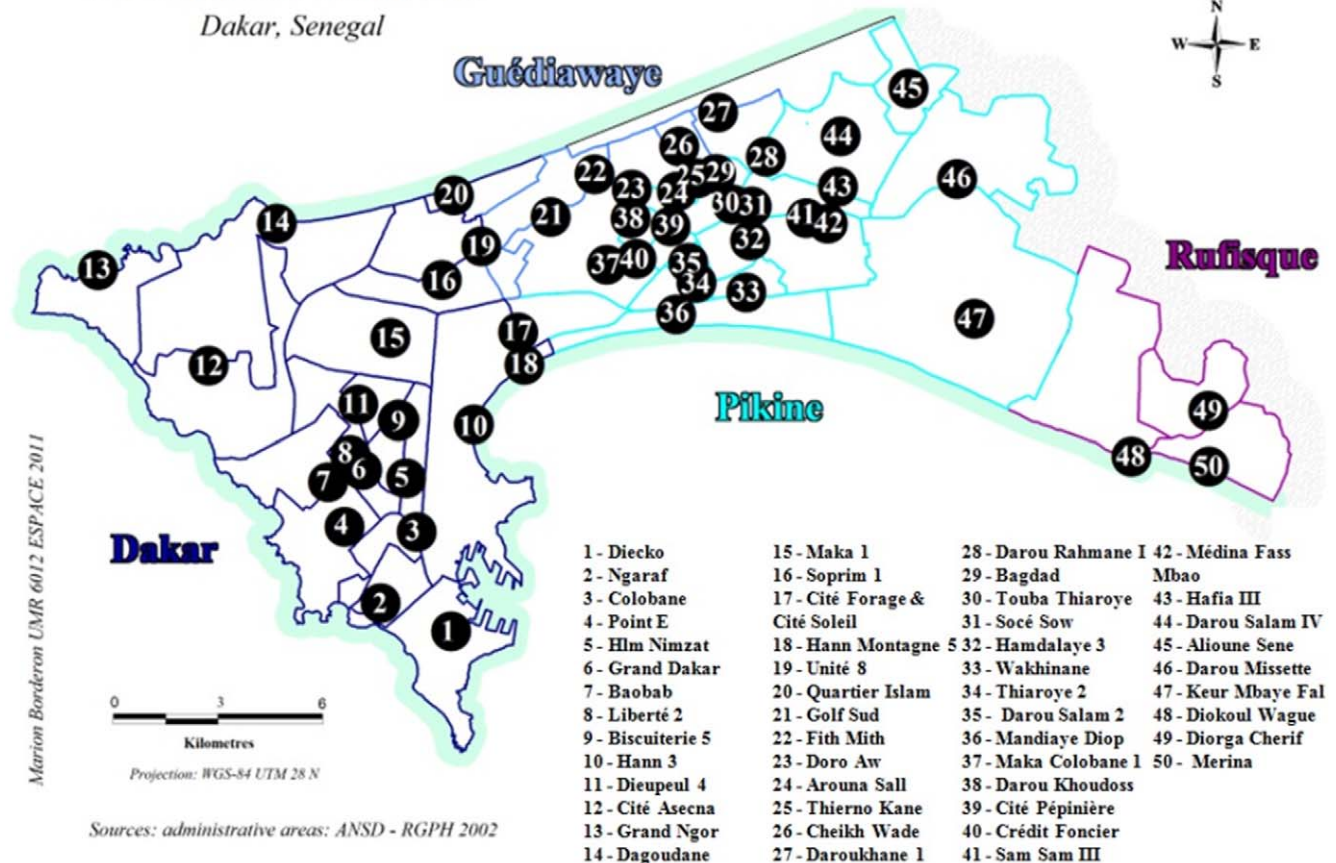 Dakar, Senegal
N
W E
S
Guédiawaye
Rufisque
Pikine
Dakar
45
27
44
26
28
22
25 29
46
20
23
24
43
14
21
38
30 31
41 42
39
19
32
13
37 40
35
16
34
33
36
47
17
15
18
12
11
9
10
49
8
6
48
50
7
5
4
3
2
1
Marion Borderon UMR 6012 ESPACE 2011
0 3 6
Kilometres
Projection: WGS-84 UTM 28 N
Sources: administrative areas: ANSD - RGPH 2002
1 - Diecko
2 - Ngaraf
3 - Colobane
4 - Point E
5 - Hlm Nimzat
6 - Grand Dakar
7 - Baobab
8 - Liberté 2
9 - Biscuiterie 5
10 - Hann 3
11 - Dieupeul 4
12 - Cité Asecna
13 - Grand Ngor
14 - Dagoudane
15 - Maka 1
16 - Soprim 1
17 - Cité Forage &
Cité Soleil
18 - Hann Montagne 5
19 - Unité 8
20 - Quartier Islam
21 - Golf Sud
22 - Fith Mith
23 - Doro Aw
24 - Arouna Sall
25 - Thierno Kane
26 - Cheikh Wade
27 - Daroukhane 1
28 - Darou Rahmane I
29 - Bagdad
30 - Touba Thiaroye
31 - Socé Sow
32 - Hamdalaye 3
33 - Wakhinane
34 - Thiaroye 2
35 - Darou Salam 2
36 - Mandiaye Diop
37 - Maka Colobane 1
38 - Darou Khoudoss
39 - Cité Pépinière
40 - Crédit Foncier
41 - Sam Sam III
42 - Médina Fass
Mbao
43 - Hafia III
44 - Darou Salam IV
45 - Alioune Sene
46 - Darou Missette
47 - Keur Mbaye Fal
48 - Diokoul Wague
49 - Diorga Cherif
50 - Merina